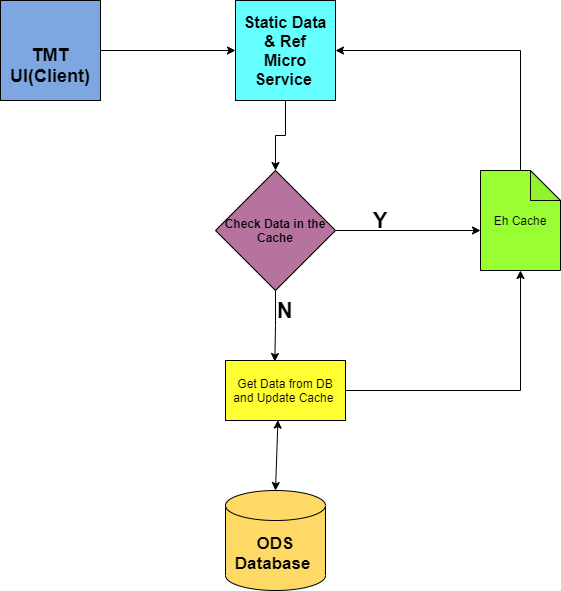 TMT
UI(Client)
Static Data
& Ref
Micro
Service
Check Data in the
Cache
Y
Eh Cache
N
Get Data from DB
and Update Cache
ODS
Database